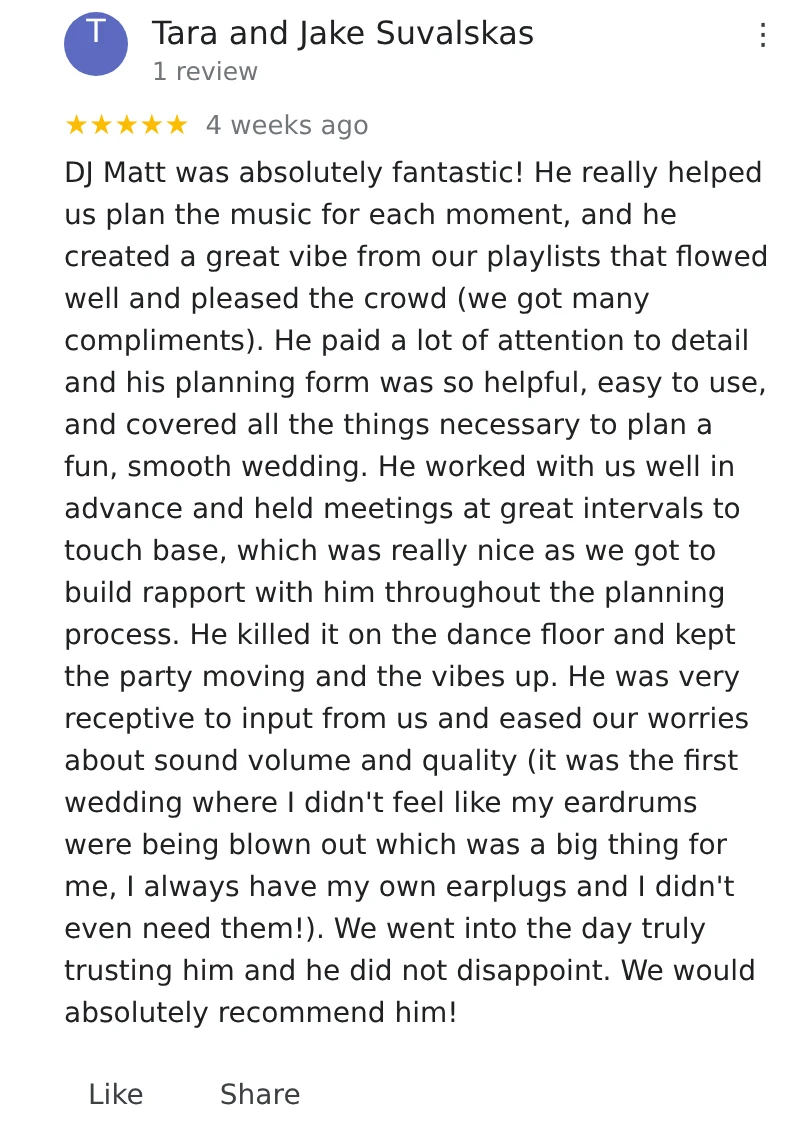 T
Tara and Jake Suvalskas
1 review
★★★★★ 4 weeks ago
DJ Matt was absolutely fantastic! He really helped
us plan the music for each moment, and he
created a great vibe from our playlists that flowed
well and pleased the crowd (we got many
compliments). He paid a lot of attention to detail
and his planning form was so helpful, easy to use,
and covered all the things necessary to plan a
fun, smooth wedding. He worked with us well in
advance and held meetings at great intervals to
touch base, which was really nice as we got to
build rapport with him throughout the planning
process. He killed it on the dance floor and kept
the party moving and the vibes up. He was very
receptive to input from us and eased our worries
about sound volume and quality (it was the first
wedding where I didn't feel like my eardrums
were being blown out which was a big thing for
me, I always have my own earplugs and I didn't
even need them!). We went into the day truly
trusting him and he did not disappoint. We would
absolutely recommend him!
Like Share